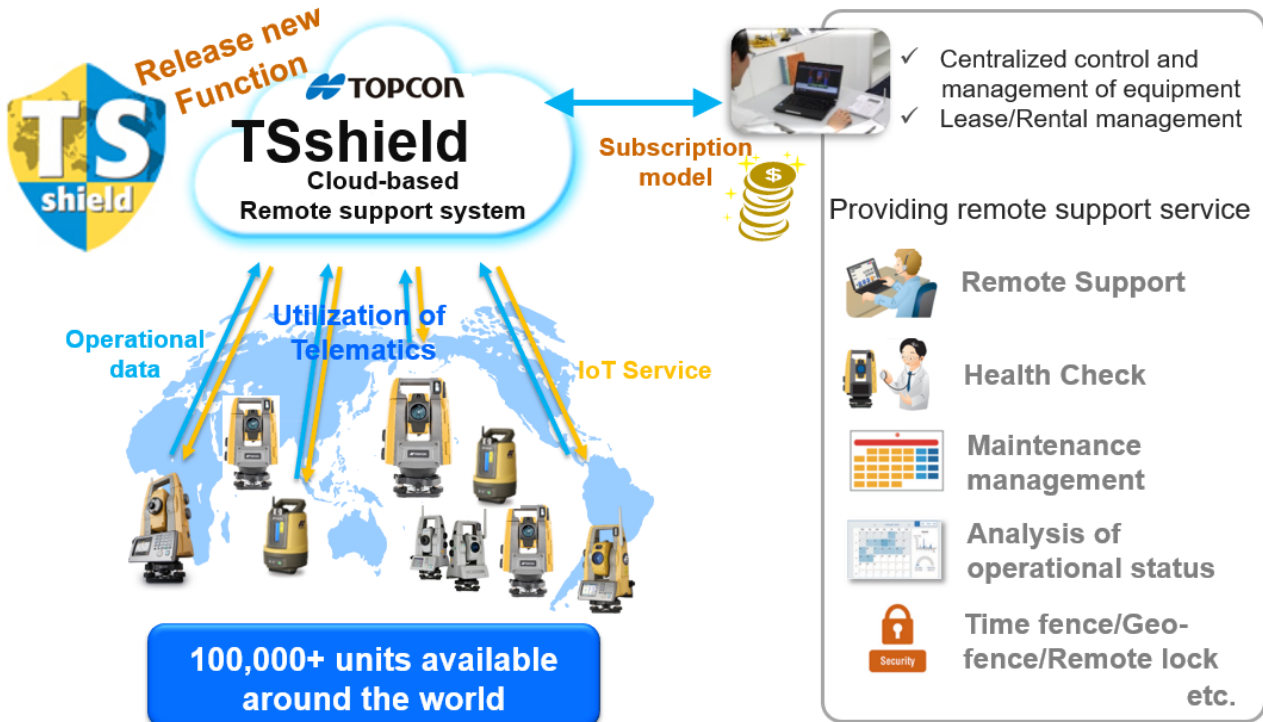 Release new
Function
TS
shield
TOPCON
TSshield
Cloud-based
Remote support system
Subscription
model
✓ Centralized control and
management of equipment
✓ Lease/Rental management
Providing remote support service
Remote Support
Health Check
Maintenance
management
Analysis of
operational status
Security
Time fence/Geo-
fence/Remote lock
etc.
Operational
data
Utilization of
Telematics
IoT Service
100,000+ units available
around the world